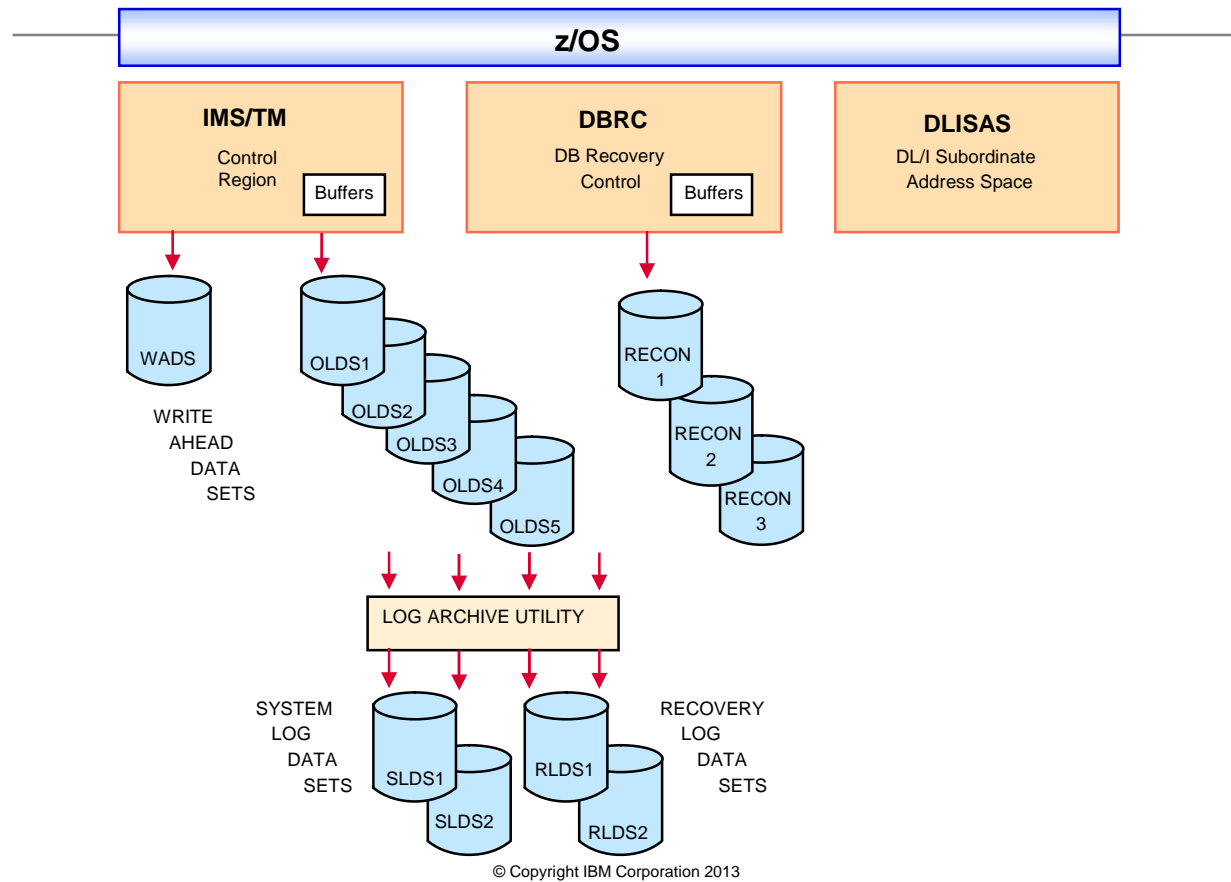 z/OS
IMS/TM
Control
Region
Buffers
DBRC
DB Recovery
Control
Buffers
DLISAS
DL/I Subordinate
Address Space
WADS
WRITE
AHEAD
DATA
SETS
OLDS1
OLDS2
OLDS3
OLDS4
OLDS5
RECON
1
RECON
2
RECON
3
LOG ARCHIVE UTILITY
SYSTEM
LOG
DATA
SETS
SLDS1
SLDS2
RLDS1
RLDS2
RECOVERY
LOG
DATA
SETS
© Copyright IBM Corporation 2013